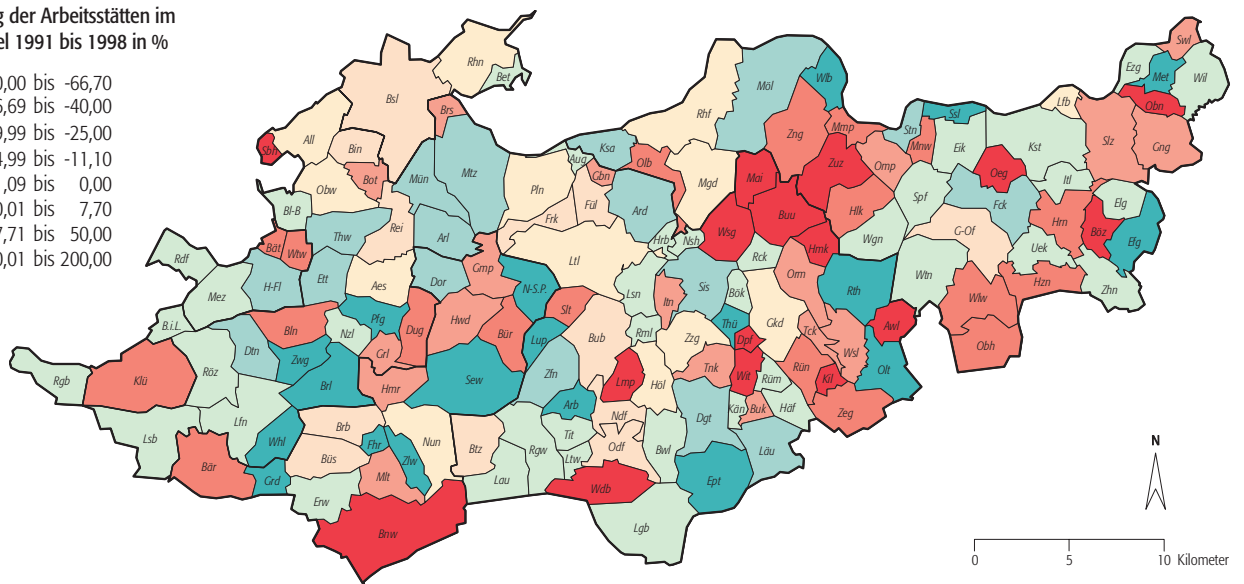 g der Arbeitsstätten im
el 1991 bis 1998 in %
0,00 bis -66,70
,69 bis -40,00
9,99 bis -25,00
4,99 bis -11,10
,09 bis 0,00
0,01 bis 7,70
7,71 bis 50,00
0,01 bis 200,00
Rhn
Bet
Bsl
Brs
All
Sbh
Bin
Bot
Obw
Bl-B
Rei
Mün
Mtz
Thw
Arl
Bät
Wtw
Rdf
Mez
H-Fl
Ett
Aes
Dor
Gmp
N-S.P.
B.i.L.
Bln
Pfg
Nzl
Dug
Hwd
Bür
Slt
Rgb
Klü
Röz
Dtn
Zwg
Grl
Brl
Hmr
Sew
Lup
Lsb
Lfn
Whl
Brb
Büs
Fhr
Zlw
Nun
Btz
Bär
Grd
Erw
Mlt
Bnw
Lau
Rgw
Pln
Aug
Ksa
Gbn
Olb
Frk
Fül
Ard
Ltl
Hrb
Nsh
Lsn
Itn
Rml
Bub
Zfn
Lmp
Höl
Arb
Ndf
Tit
Ltw
Odf
Bwl
Wdb
Lgb
Rhf
Möl
Wlb
Mgd
Zng
Mmp
Mai
Zuz
Omp
Buu
Wsg
Hlk
Hmk
Rck
Wgn
Sis
Bök
Orm
Rth
Zzg
Thü
Gkd
Tck
Awl
Dpf
Tnk
Wit
Rüm
Rün
Wsl
Kil
Olt
Kän
Buk
Häf
Zeg
Dgt
Läu
Ept
Stn
Ssl
Mnw
Eik
Kst
Lfb
Slz
Gng
Swl
Ezg
Met
Wil
Obn
Oeg
Itl
Spf
Fck
Elg
Hrn
Böz
Efg
G-Of
Uek
Wtn
Hzn
Zhn
Wlw
Obh
N
0 5 10 Kilometer